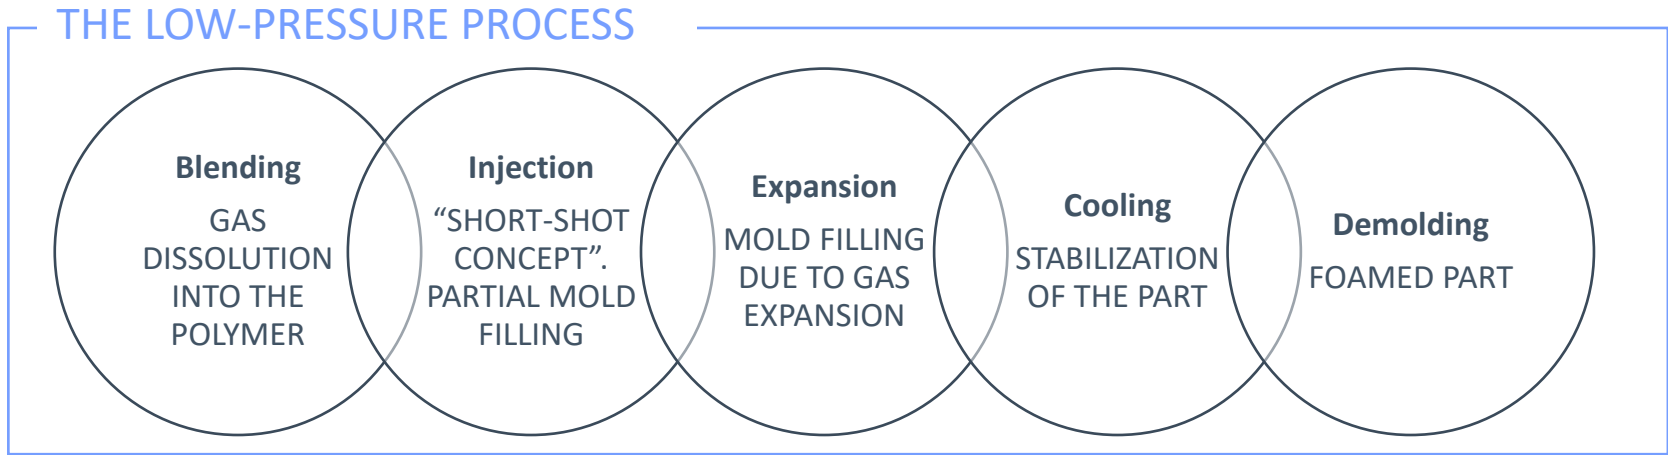 THE LOW-PRESSURE PROCESS
Blending
GAS
DISSOLUTION
INTO THE
POLYMER
Injection
“SHORT-SHOT
CONCEPT”.
PARTIAL MOLD
FILLING
Expansion
MOLD FILLING
DUE TO GAS
EXPANSION
Cooling
STABILIZATION
OF THE PART
Demolding
FOAMED PART